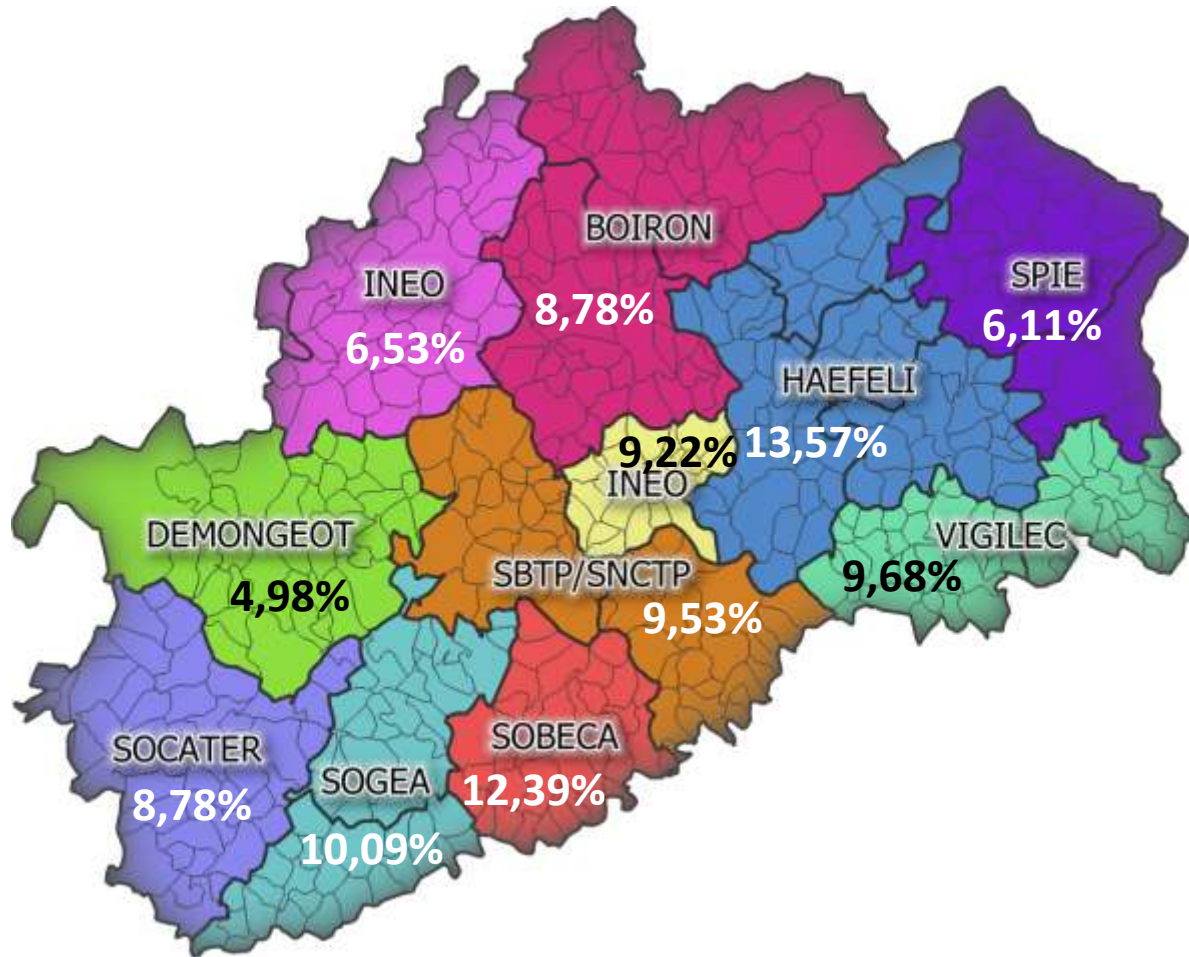 BOIRON
8,78%
INEO
6,53%
SPIE
6,11%
HAEFELI
13,57%
9,22%
INEO
DEMONGEOT
4,98%
SBTP/SNCTP
9,53%
VIGILEC
9,68%
SOCATER
8,78%
SOGEA
10,09%
SOBECA
12,39%